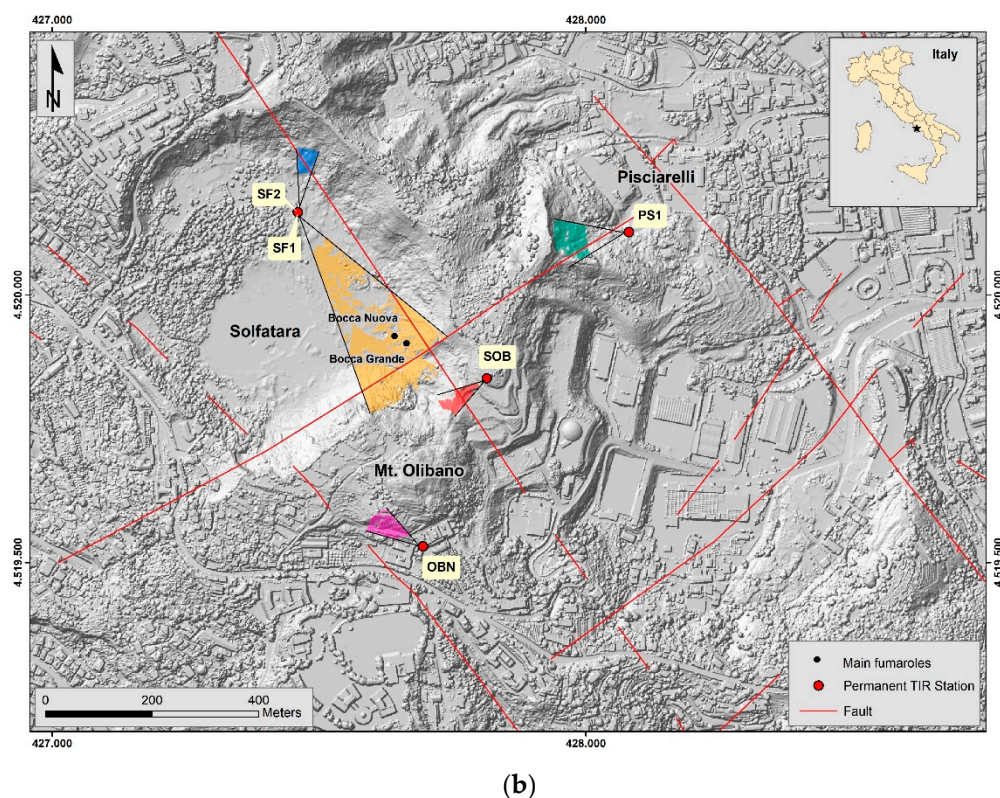 427.000
428.000
N
Italy
Pisciarelli
SF2
PS1
SF1
4.520.000
4.520.000
Bocca Nuova
Solfatara
Bocca Grande
SOB
Mt. Olibano
4.519.500
4.519.500
OBN
Main fumaroles
Permanent TIR Station
Fault
0 200 400
Meters
427.000
428.000
(b)